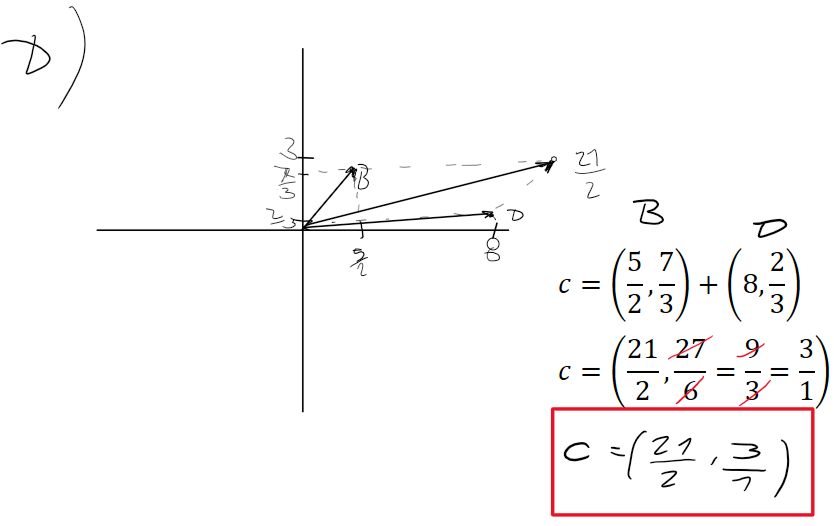 D)
3
7/3
2/3
B
21/2
D
5/2
8
B D
c = (5/2, 7/3) + (8, 2/3)
c = (21/2, 27/6 = 9/3 = 3/1)
C = (21/2, 3/1)